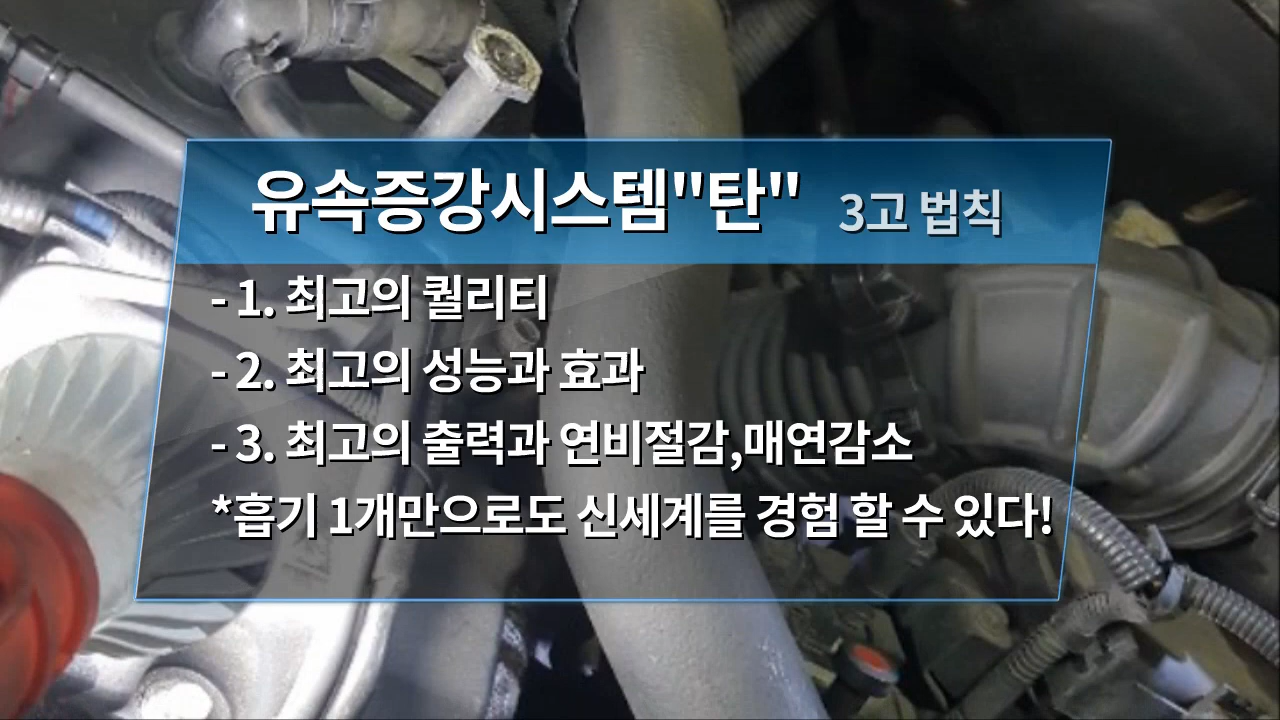 유속증강시스템"탄" 3고 법칙
- 1. 최고의 퀄리티
- 2. 최고의 성능과 효과
- 3. 최고의 출력과 연비절감,매연감소
*흡기 1개만으로도 신세계를 경험 할 수 있다!